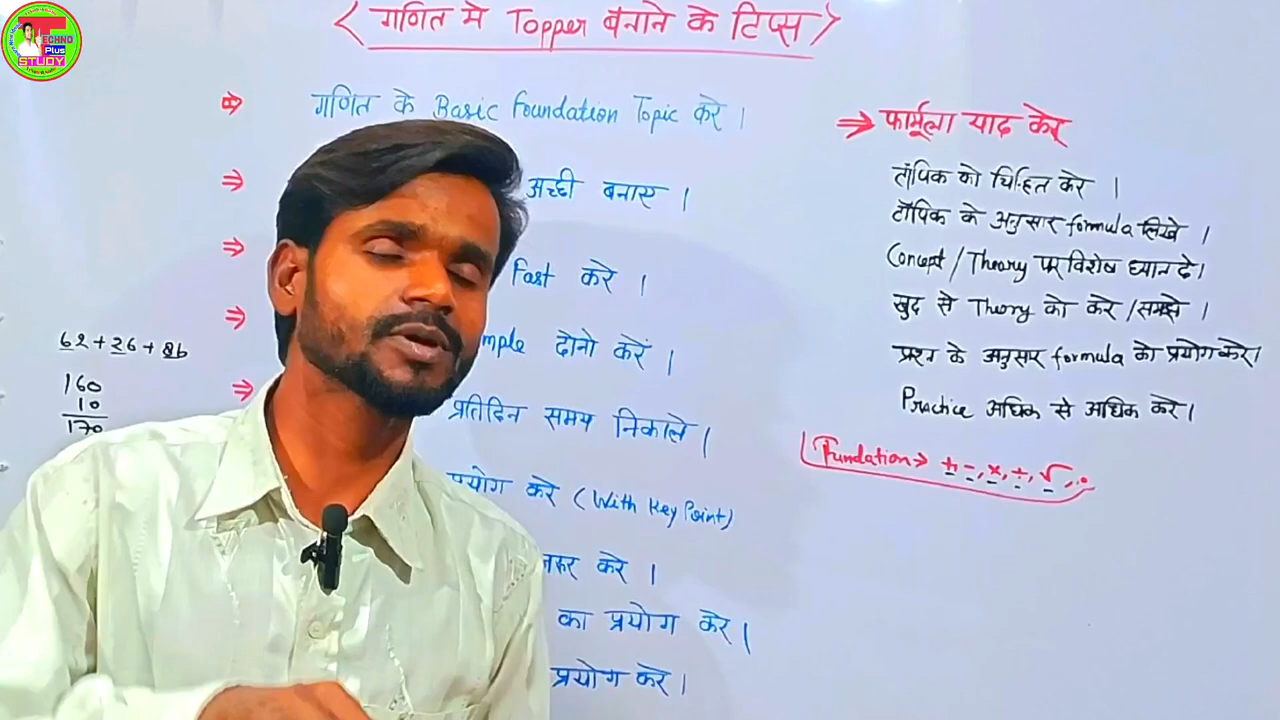 TECHNO
Plus
STUDY
< गणित मे Topper बनाने के टिप्स >
गणित के Basic Foundation Topic करे ।
अच्छी बनाए ।
Fast करे ।
mple दोनो करें ।
प्रतिदिन समय निकाले ।
प्रयोग करे (With Key Point)
जरूर करे ।
का प्रयोग करे ।
प्रयोग करे ।
62 + 26 + 86
160
10
170
⇒ फार्मूला याद करे
टॉपिक को चिन्हित करे ।
टॉपिक के अनुसार formula लिखे ।
Concept / Theory पर विशेष ध्यान दे।
खुद से Theory को करे /समझे ।
प्रश्न के अनुसार formula को प्रयोग करे।
Practice अधिक से अधिक करे।
Fundation → +, -, ×, ÷, √, .